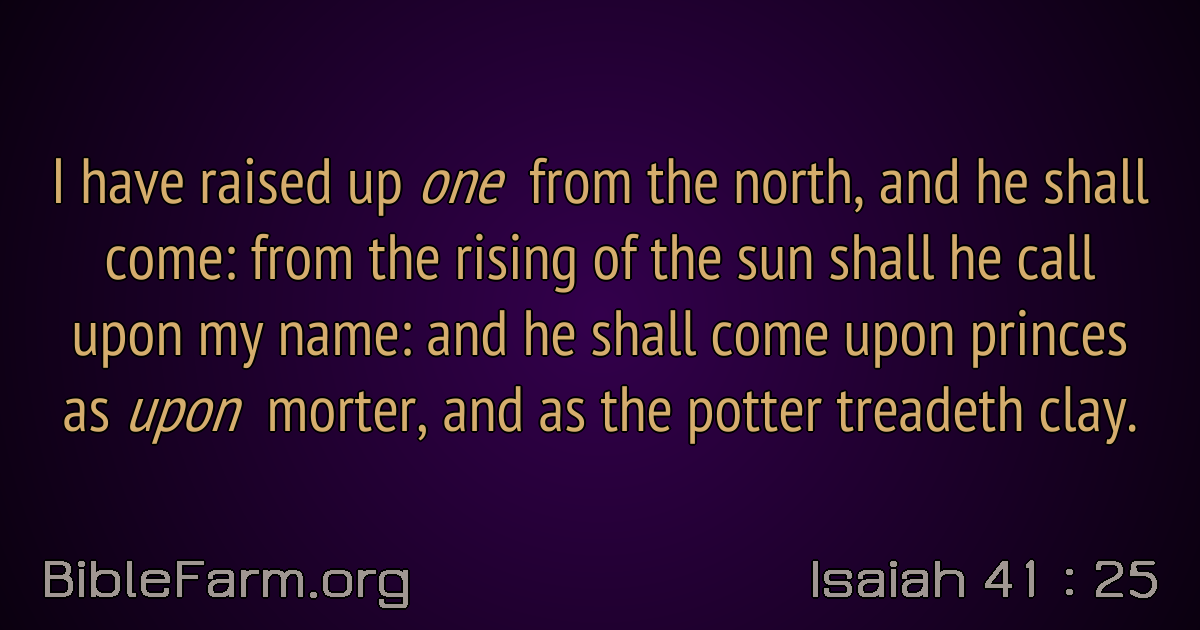 I have raised up one from the north, and he shall
come: from the rising of the sun shall he call
upon my name: and he shall come upon princes
as upon morter, and as the potter treadeth clay.
BibleFarm.org
Isaiah 41 : 25